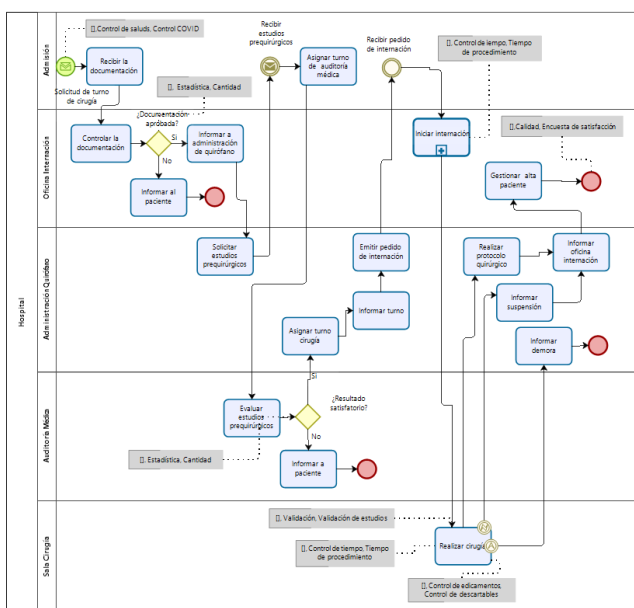 Hospital
Admisión
Oficina Internación
Administración Quirófano
Auditoría Médica
Sala Cirugía
Control de saluds. Control COVID
Recibir la
documentación
Solicitud de turno
de cirugía
Recibir
estudios
prequirúrgicos
Asignar turno
de auditoría
médica
Recibir pedido
de internación
Control de iempo, Tiempo
de procedimiento
Estadística. Cantidad
¿Documentación
aprobada?
Controlar la
documentación
Si
No
Informar a
administración
de quirófano
Informar al
paciente
Iniciar internación
.Calidad, Encuesta de satisfacción
Gestionar alta
paciente
Solicitar
estudios
prequirúrgicos
Emitir pedido
de internación
Realizar
protocolo
quirúrgico
Informar
oficina
internación
Asignar turno
cirugía
Informar turno
Informar
suspensión
Informar
demora
Si
¿Resultado
satisfatorio?
Evaluar
estudios
prequirúrgicos
No
. Estadística. Cantidad
Informar a
paciente
. Validación, Validación de estudios
. Control de tiempo, Tiempo
de procedimiento
Realizar cirugía
. Control de edicamentos,
Control de descartables